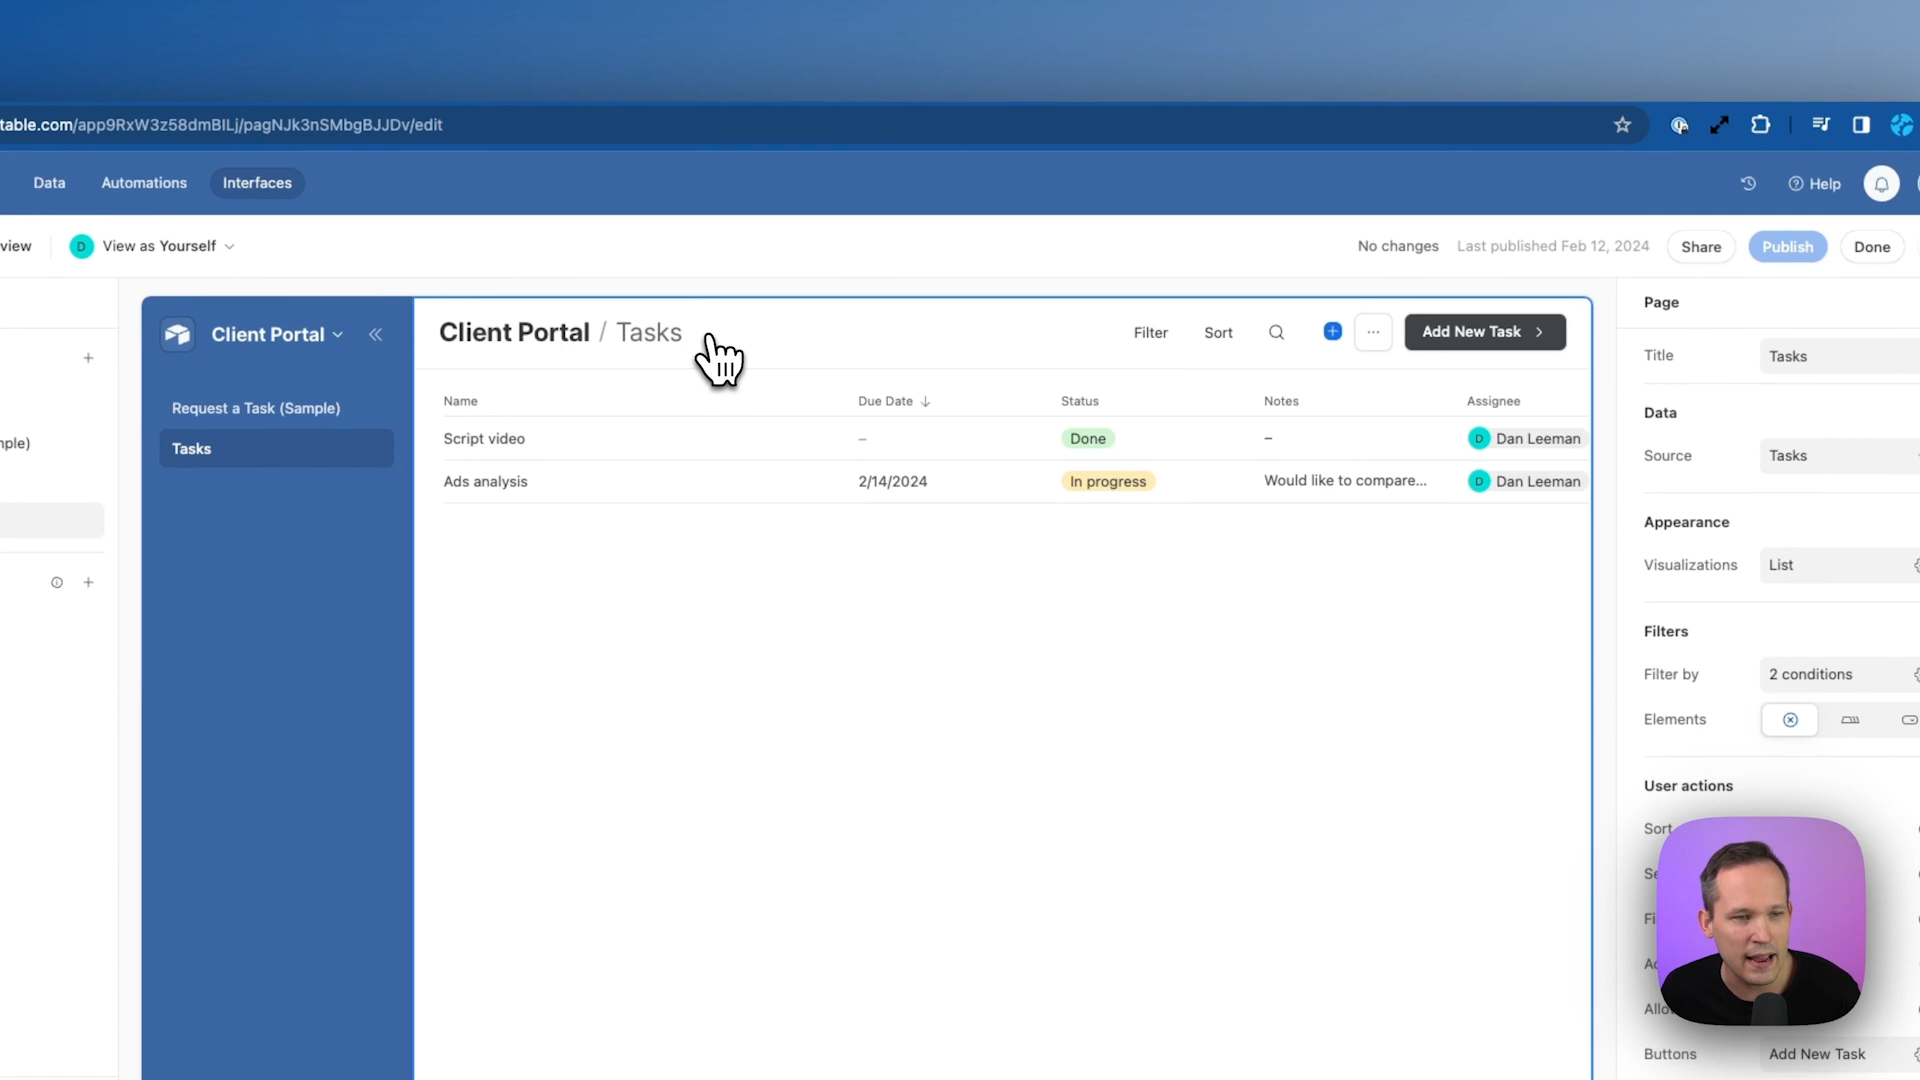 table.com/app9RxW3z58dmBILj/pagNJk3nSMbgBJJDv/edit
Data Automations Interfaces Help
view D View as Yourself No changes Last published Feb 12, 2024 Share Publish Done
Client Portal
Client Portal / Tasks Filter Sort Add New Task
Page
Title Tasks
Request a Task (Sample)
Tasks
Name Due Date Status Notes Assignee
Script video – Done – D Dan Leeman
Ads analysis 2/14/2024 In progress Would like to compare... D Dan Leeman
mple)
Data
Source Tasks
Appearance
Visualizations List
Filters
Filter by 2 conditions
Elements
User actions
Sort
Se
Fi
Allo
Buttons Add New Task